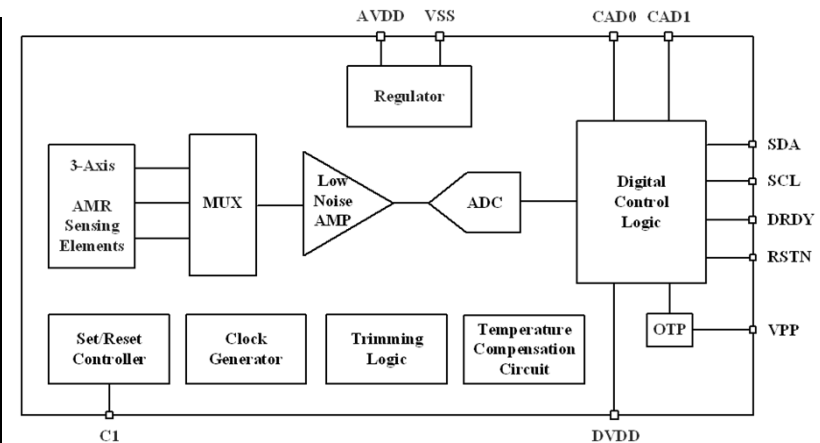 AVDD VSS CAD0 CAD1
Regulator
3-Axis
AMR
Sensing
Elements
MUX
Low
Noise
AMP
ADC
Digital
Control
Logic
SDA
SCL
DRDY
RSTN
Set/Reset
Controller
Clock
Generator
Trimming
Logic
Temperature
Compensation
Circuit
OTP
VPP
C1
DVDD